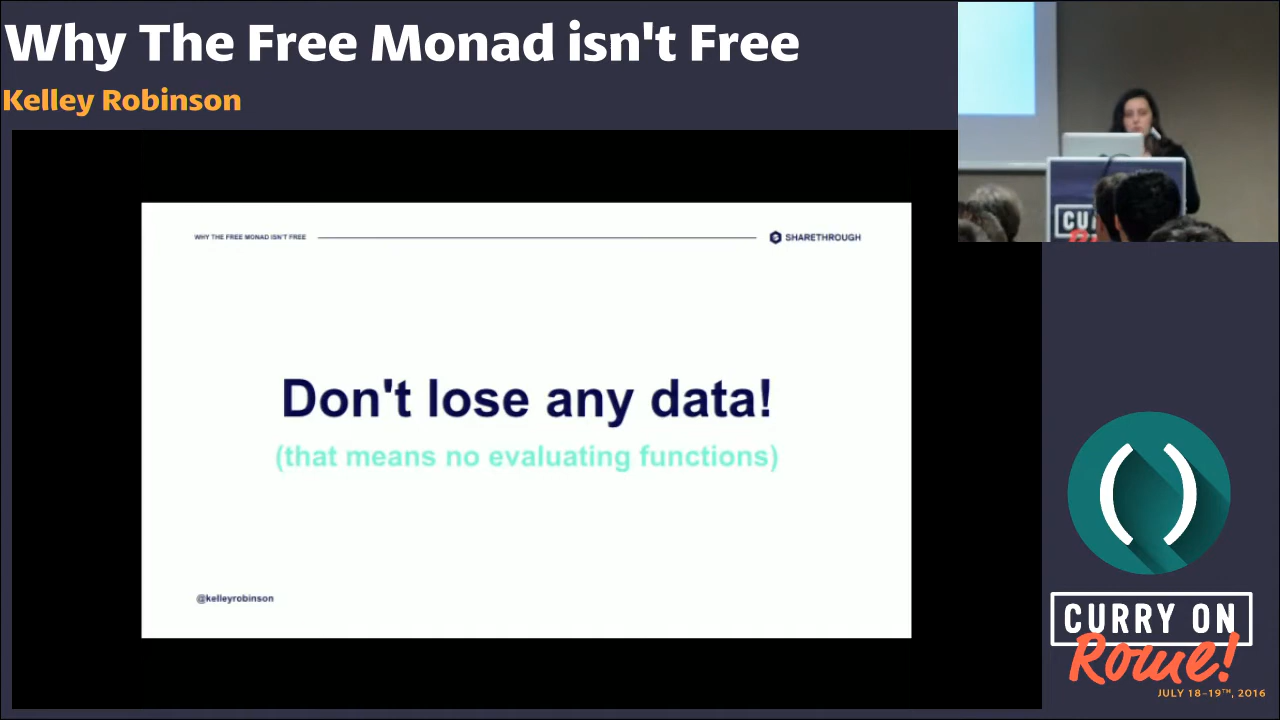 Why The Free Monad isn't Free
Kelley Robinson
WHY THE FREE MONAD ISN'T FREE
SHARETHROUGH
Don't lose any data!
(that means no evaluating functions)
@kelleyrobinson
CU
( )
CURRY ON
Rome!
JULY 18-19TH, 2016